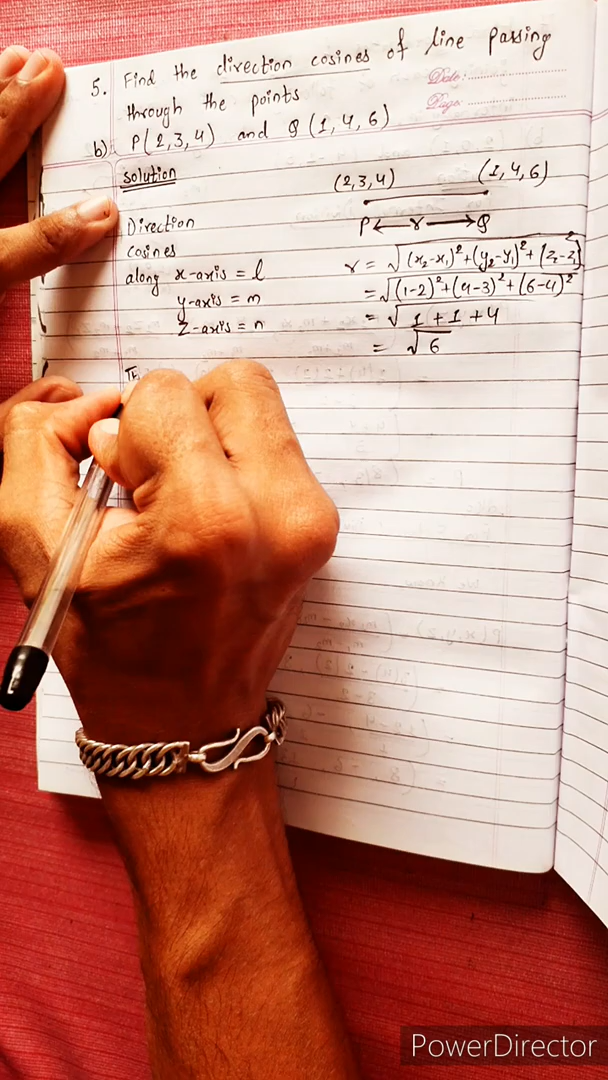 5. Find the direction cosines of line passing
through the points
Date:
Page:
b) P(2,3,4) and Q(1,4,6)
solution
(2,3,4) (1,4,6)
P←r→Q
Direction
cosines
along x-axis = l
y-axis = m
z-axis = n
r = √(x₂-x₁)²+(y₂-y₁)²+(z₂-z₁
= √(1-2)²+(4-3)²+(6-4)²
= √1+1+4
= √6
PowerDirector